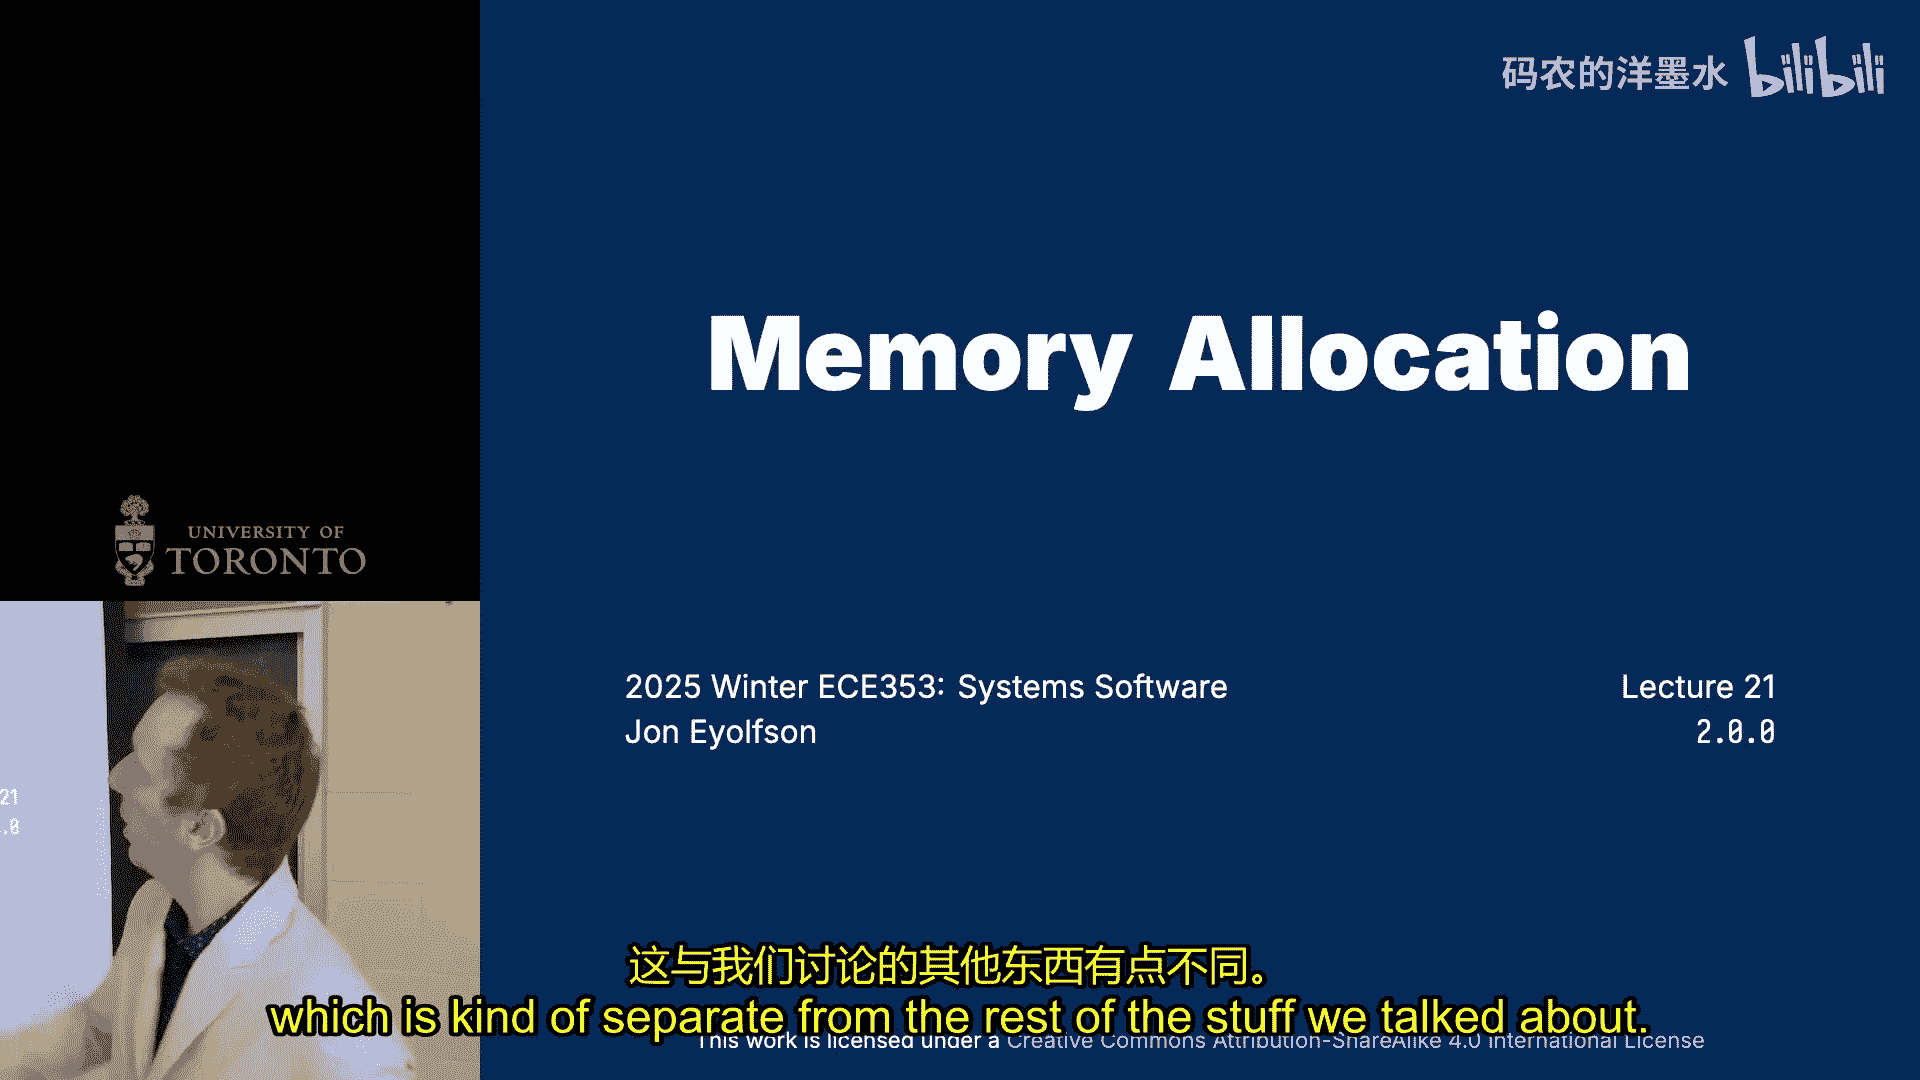 码农的洋墨水 bilibili
Memory Allocation
UNIVERSITY OF
TORONTO
2025 Winter ECE353: Systems Software
Jon Eyolfson
Lecture 21
2.0.0
21
.0
这与我们讨论的其他东西有点不同。
which is kind of separate from the rest of the stuff we talked about.
This work is licensed under a Creative Commons Attribution-ShareAlike 4.0 International License